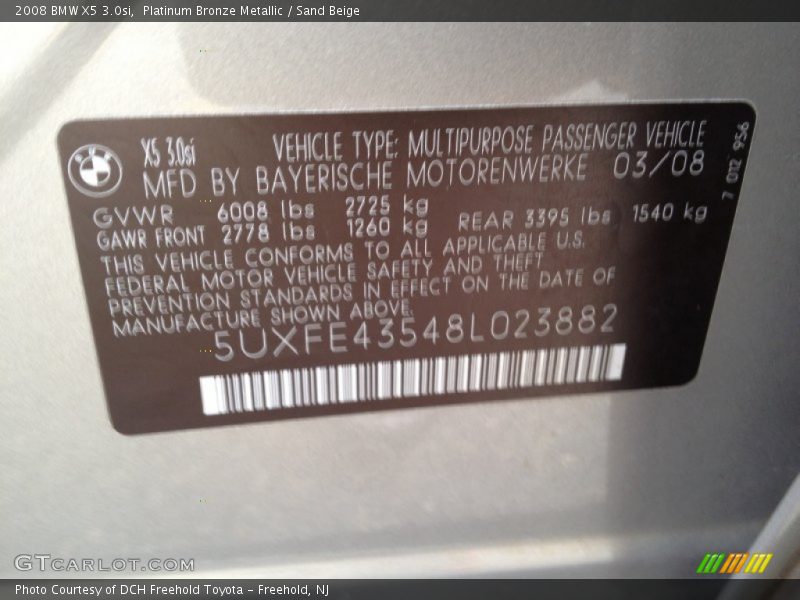 2008 BMW X5 3.0si, Platinum Bronze Metallic / Sand Beige
X5 3.0si VEHICLE TYPE: MULTIPURPOSE PASSENGER VEHICLE
MFD BY BAYERISCHE MOTORENWERKE 03/08
7 012 956
GVWR 6008 lbs 2725 kg
GAWR FRONT 2778 lbs 1260 kg REAR 3395 lbs 1540 kg
THIS VEHICLE CONFORMS TO ALL APPLICABLE U.S.
FEDERAL MOTOR VEHICLE SAFETY AND THEFT
PREVENTION STANDARDS IN EFFECT ON THE DATE OF
MANUFACTURE SHOWN ABOVE.
5UXFE43548L023882
GTCARLOT.COM
Photo Courtesy of DCH Freehold Toyota - Freehold, NJ